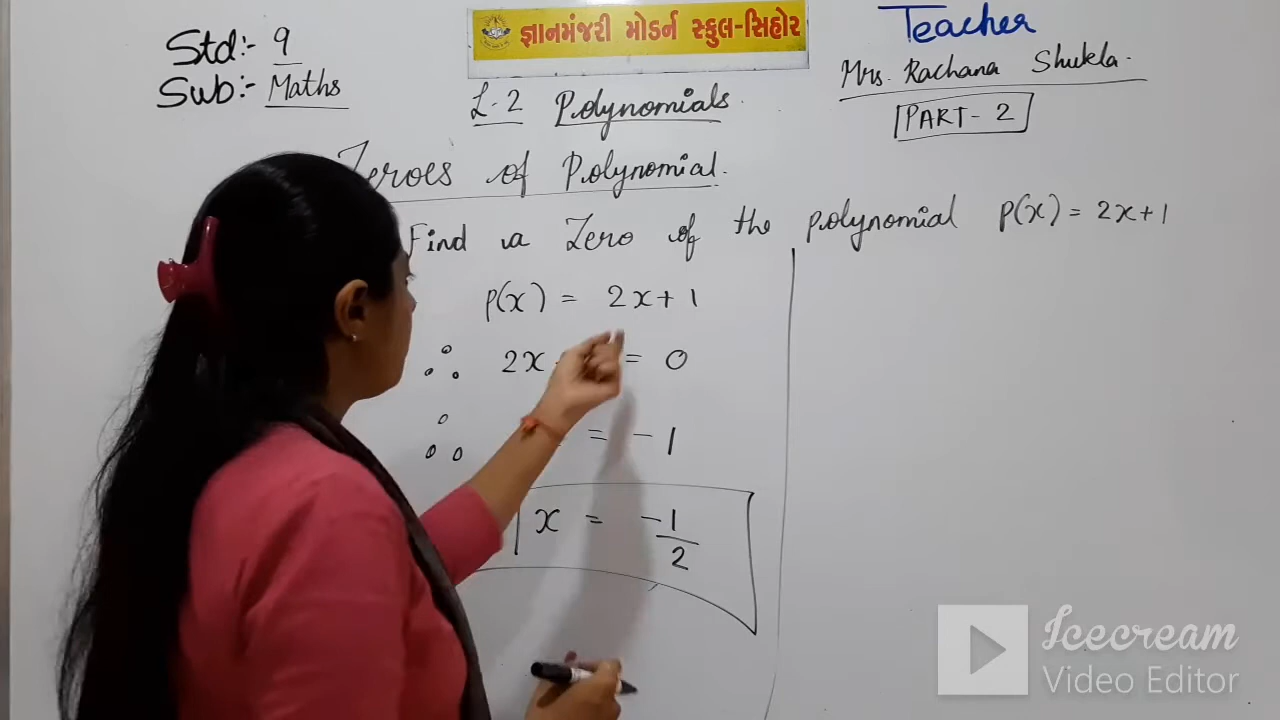 Std:- 9
Sub:- Maths
જ્ઞાનમંજરી મોડર્ન સ્કુલ-સિહોર
Teacher
Mrs. Rachana Shukla.
PART-2
L-2 Polynomials.
Zeroes of Polynomial.
Find a Zero of the polynomial P(x) = 2x+1
P(x) = 2x+1
∴ 2x = 0
∴ = -1
x = -1/2
Icecream
Video Editor